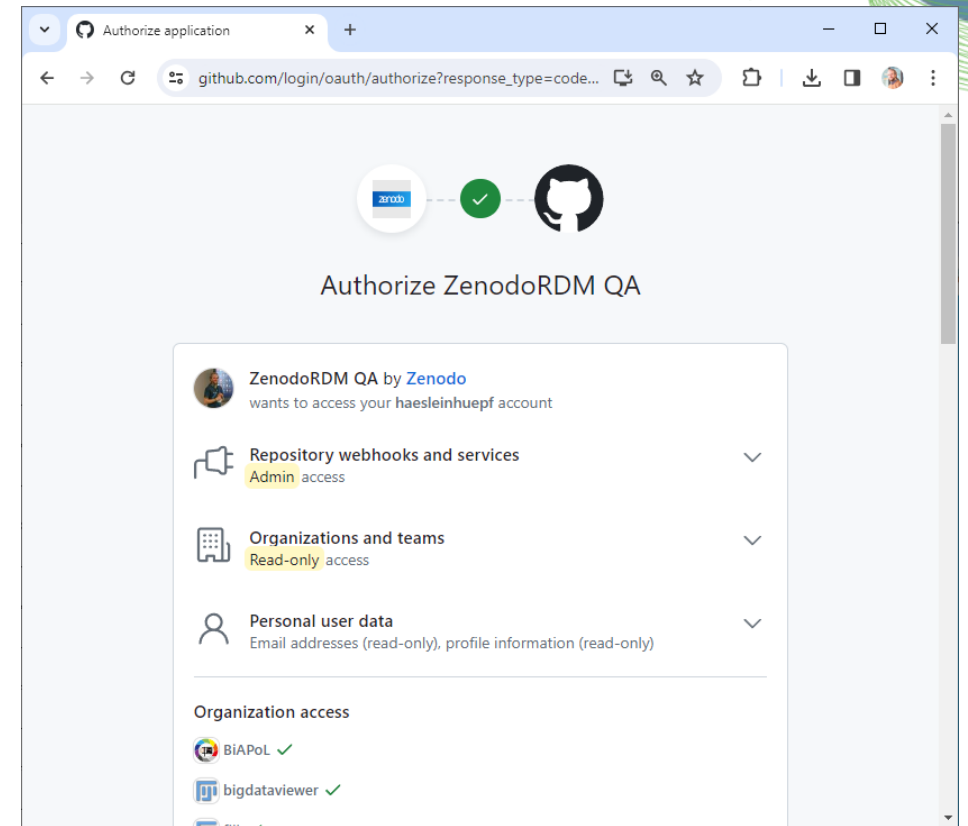 Authorize application
github.com/login/oauth/authorize?response_type=code...
zenodo
Authorize ZenodoRDM QA
ZenodoRDM QA by Zenodo
wants to access your haesleinhuepf account
Repository webhooks and services
Admin access
Organizations and teams
Read-only access
Personal user data
Email addresses (read-only), profile information (read-only)
Organization access
BiAPoL
bigdataviewer